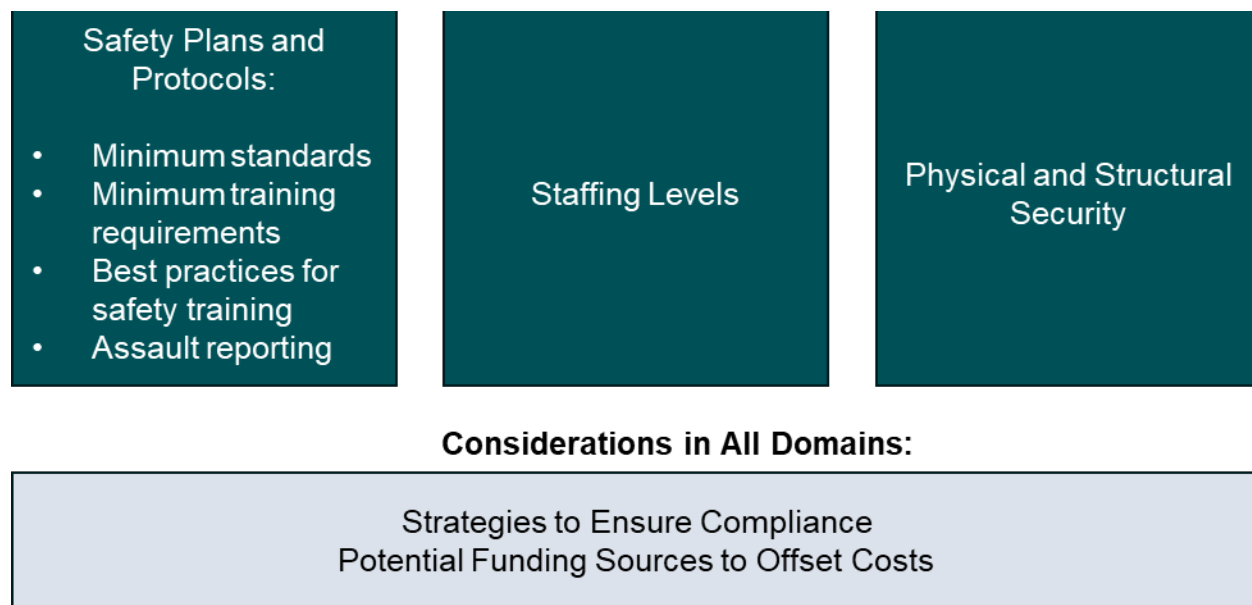 Safety Plans and
Protocols:
• Minimum standards
• Minimum training
requirements
• Best practices for
safety training
• Assault reporting
Staffing Levels
Physical and Structural
Security
Considerations in All Domains:
Strategies to Ensure Compliance
Potential Funding Sources to Offset Costs